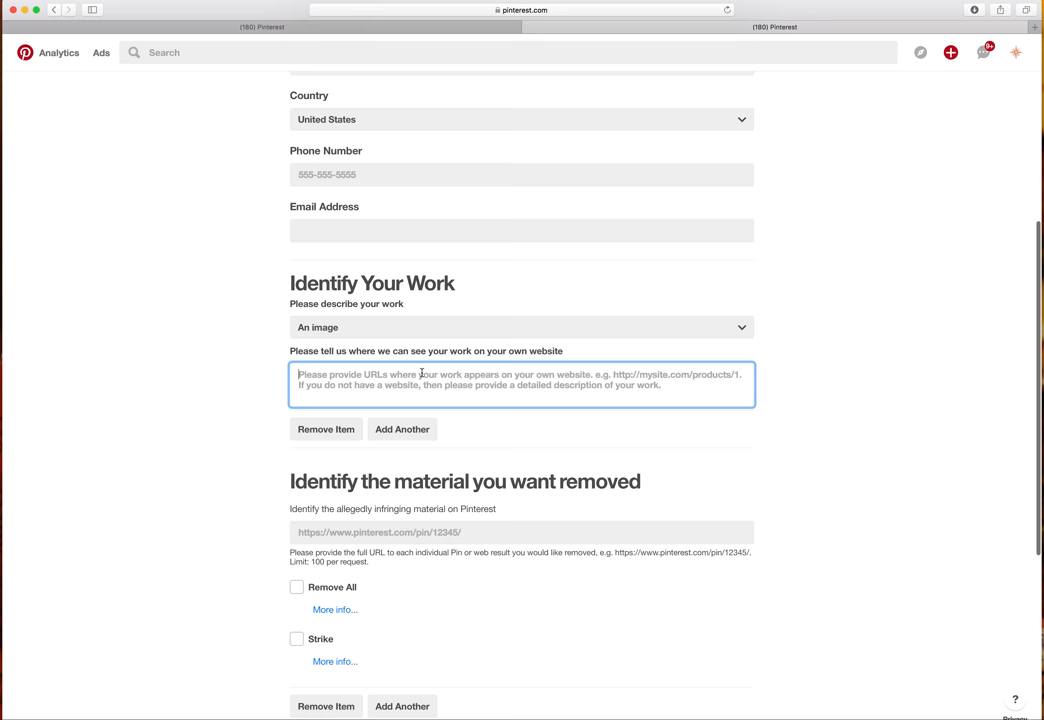 pinterest.com
(180) Pinterest
(180) Pinterest
Analytics
Ads
Search
9+
Country
United States
Phone Number
555-555-5555
Email Address
Identify Your Work
Please describe your work
An image
Please tell us where we can see your work on your own website
Please provide URLs where your work appears on your own website. e.g. http://mysite.com/products/1.
If you do not have a website, then please provide a detailed description of your work.
Remove Item
Add Another
Identify the material you want removed
Identify the allegedly infringing material on Pinterest
https://www.pinterest.com/pin/12345/
Please provide the full URL to each individual Pin or web result you would like removed, e.g. https://www.pinterest.com/pin/12345/.
Limit: 100 per request.
Remove All
More info...
Strike
More info...
Remove Item
Add Another
?
Privacy